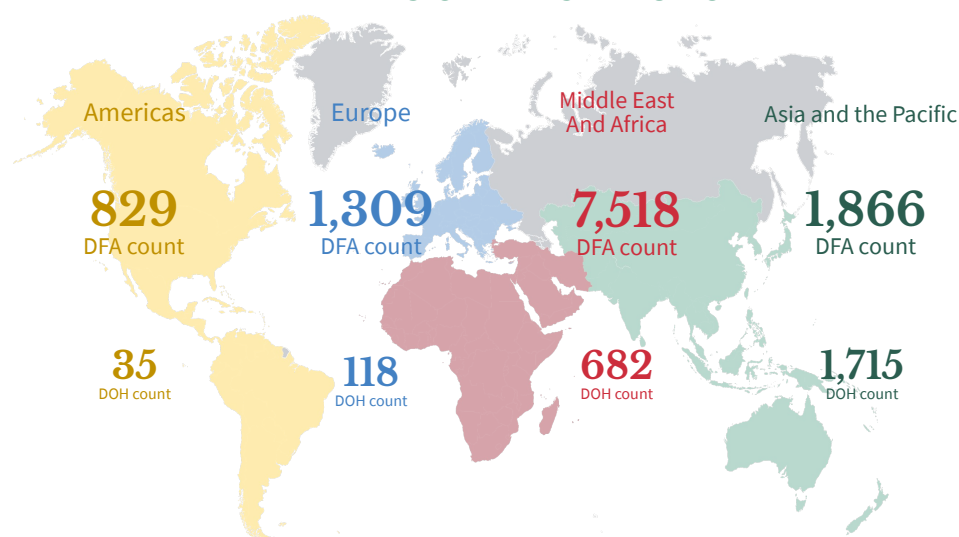 Americas
829
DFA count
35
DOH count
Europe
1,309
DFA count
118
DOH count
Middle East
And Africa
7,518
DFA count
682
DOH count
Asia and the Pacific
1,866
DFA count
1,715
DOH count